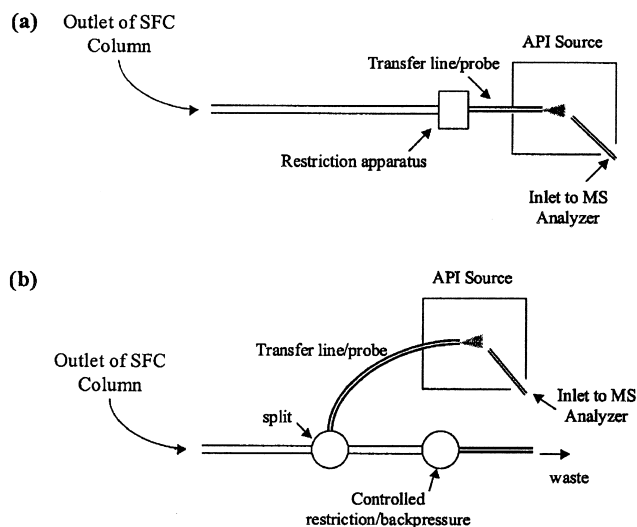 (a)
Outlet of SFC
Column
API Source
Transfer line/probe
Restriction apparatus
Inlet to MS
Analyzer
(b)
API Source
Outlet of SFC
Column
Transfer line/probe
split
Inlet to MS
Analyzer
waste
Controlled
restriction/backpressure